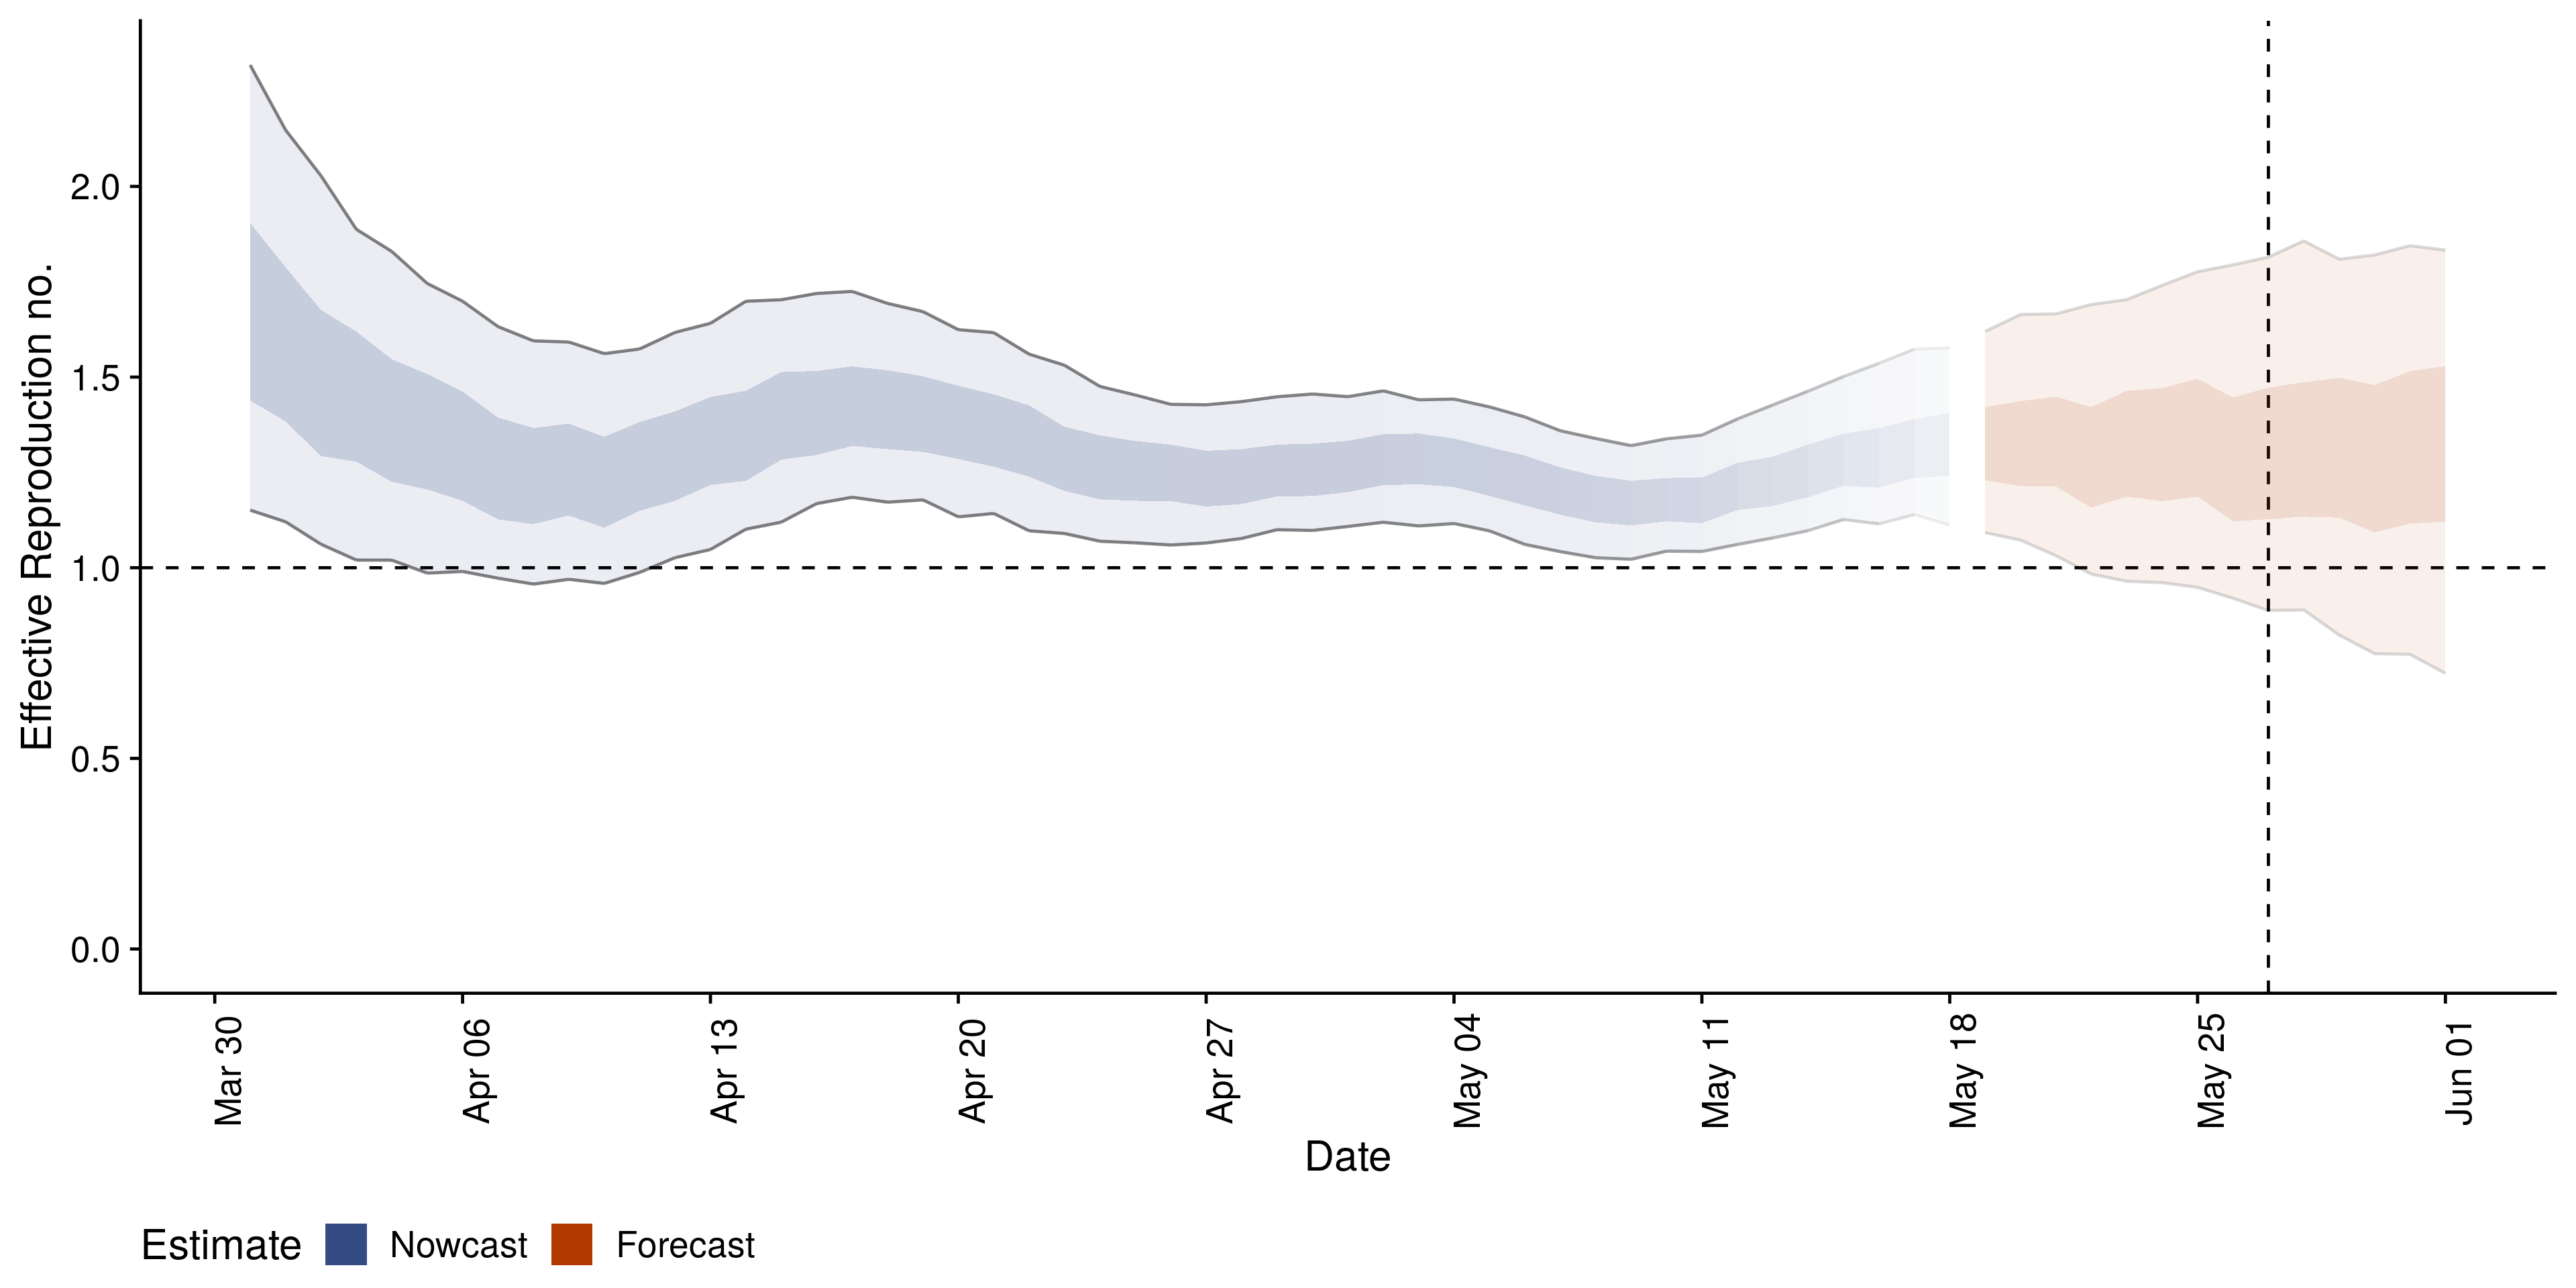 Effective Reproduction no.
2.0
1.5
1.0
0.5
0.0
Mar 30
Apr 06
Apr 13
Apr 20
Apr 27
May 04
May 11
May 18
May 25
Jun 01
Date
Estimate Nowcast Forecast